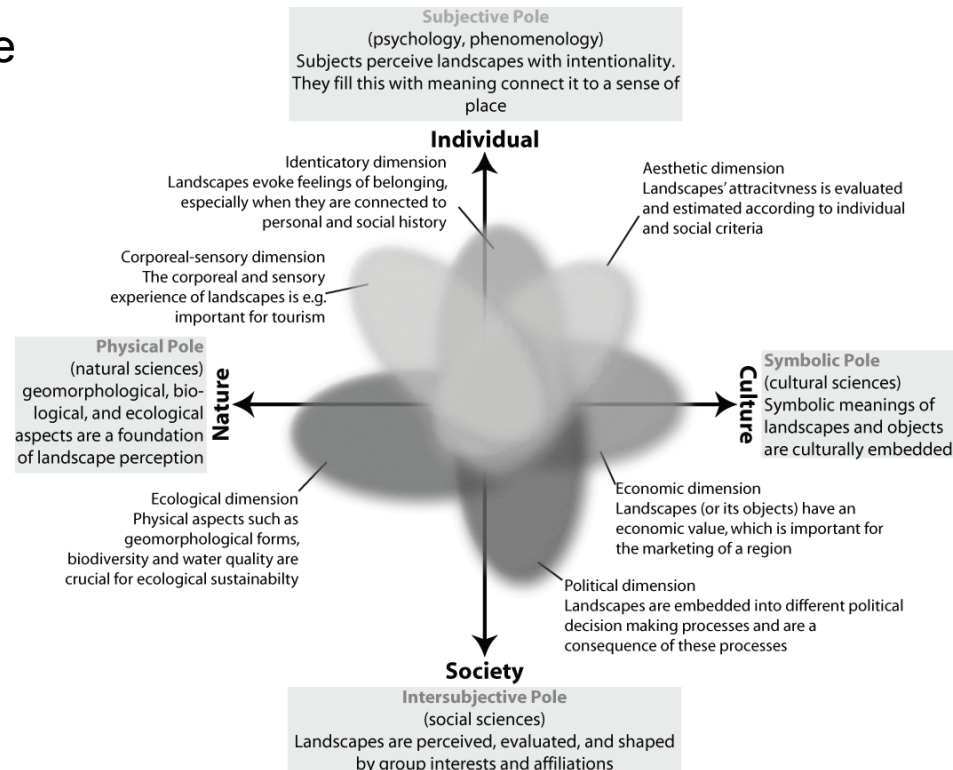 e
Subjective Pole
(psychology, phenomenology)
Subjects perceive landscapes with intentionality.
They fill this with meaning connect it to a sense of
place
Individual
Identicatory dimension
Landscapes evoke feelings of belonging,
especially when they are connected to
personal and social history
Aesthetic dimension
Landscapes' attracitvness is evaluated
and estimated according to individual
and social criteria
Corporeal-sensory dimension
The corporeal and sensory
experience of landscapes is e.g.
important for tourism
Physical Pole
(natural sciences)
geomorphological, bio-
logical, and ecological
aspects are a foundation
of landscape perception
Nature
Culture
Symbolic Pole
(cultural sciences)
Symbolic meanings of
landscapes and objects
are culturally embedded
Ecological dimension
Physical aspects such as
geomorphological forms,
biodiversity and water quality are
crucial for ecological sustainabilty
Economic dimension
Landscapes (or its objects) have an
economic value, which is important for
the marketing of a region
Political dimension
Landscapes are embedded into different political
decision making processes and are a
consequence of these processes
Society
Intersubjective Pole
(social sciences)
Landscapes are perceived, evaluated, and shaped
by group interests and affiliations